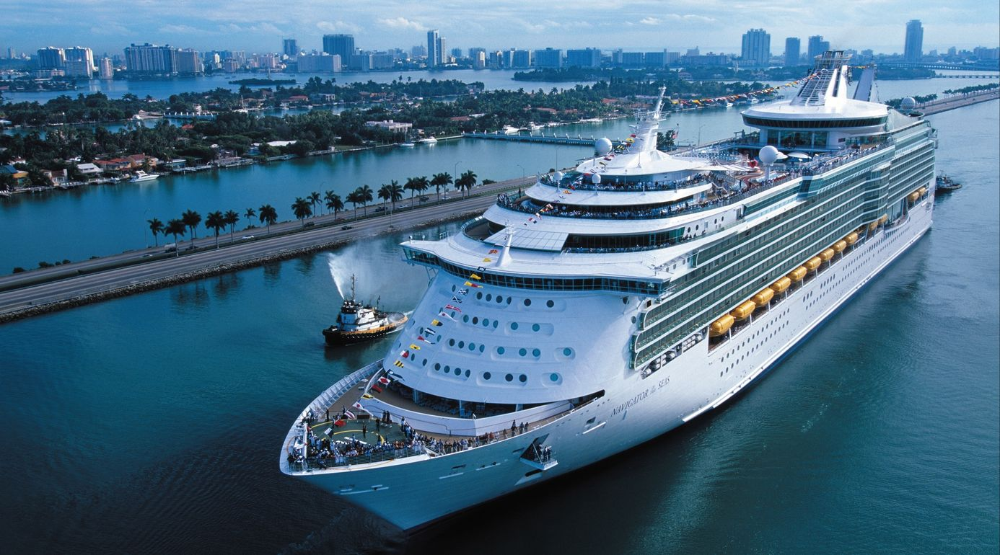 NAVIGATOR OF THE SEAS